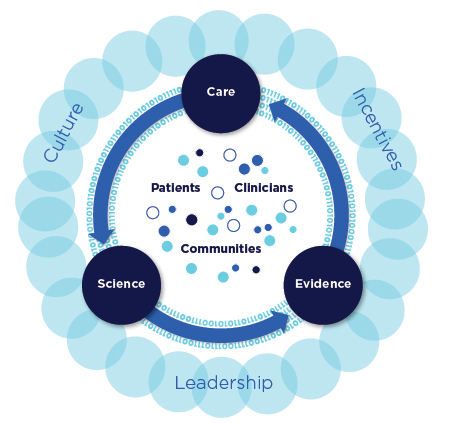 Care
Culture
Incentives
Patients Clinicians
Communities
Science
Evidence
Leadership